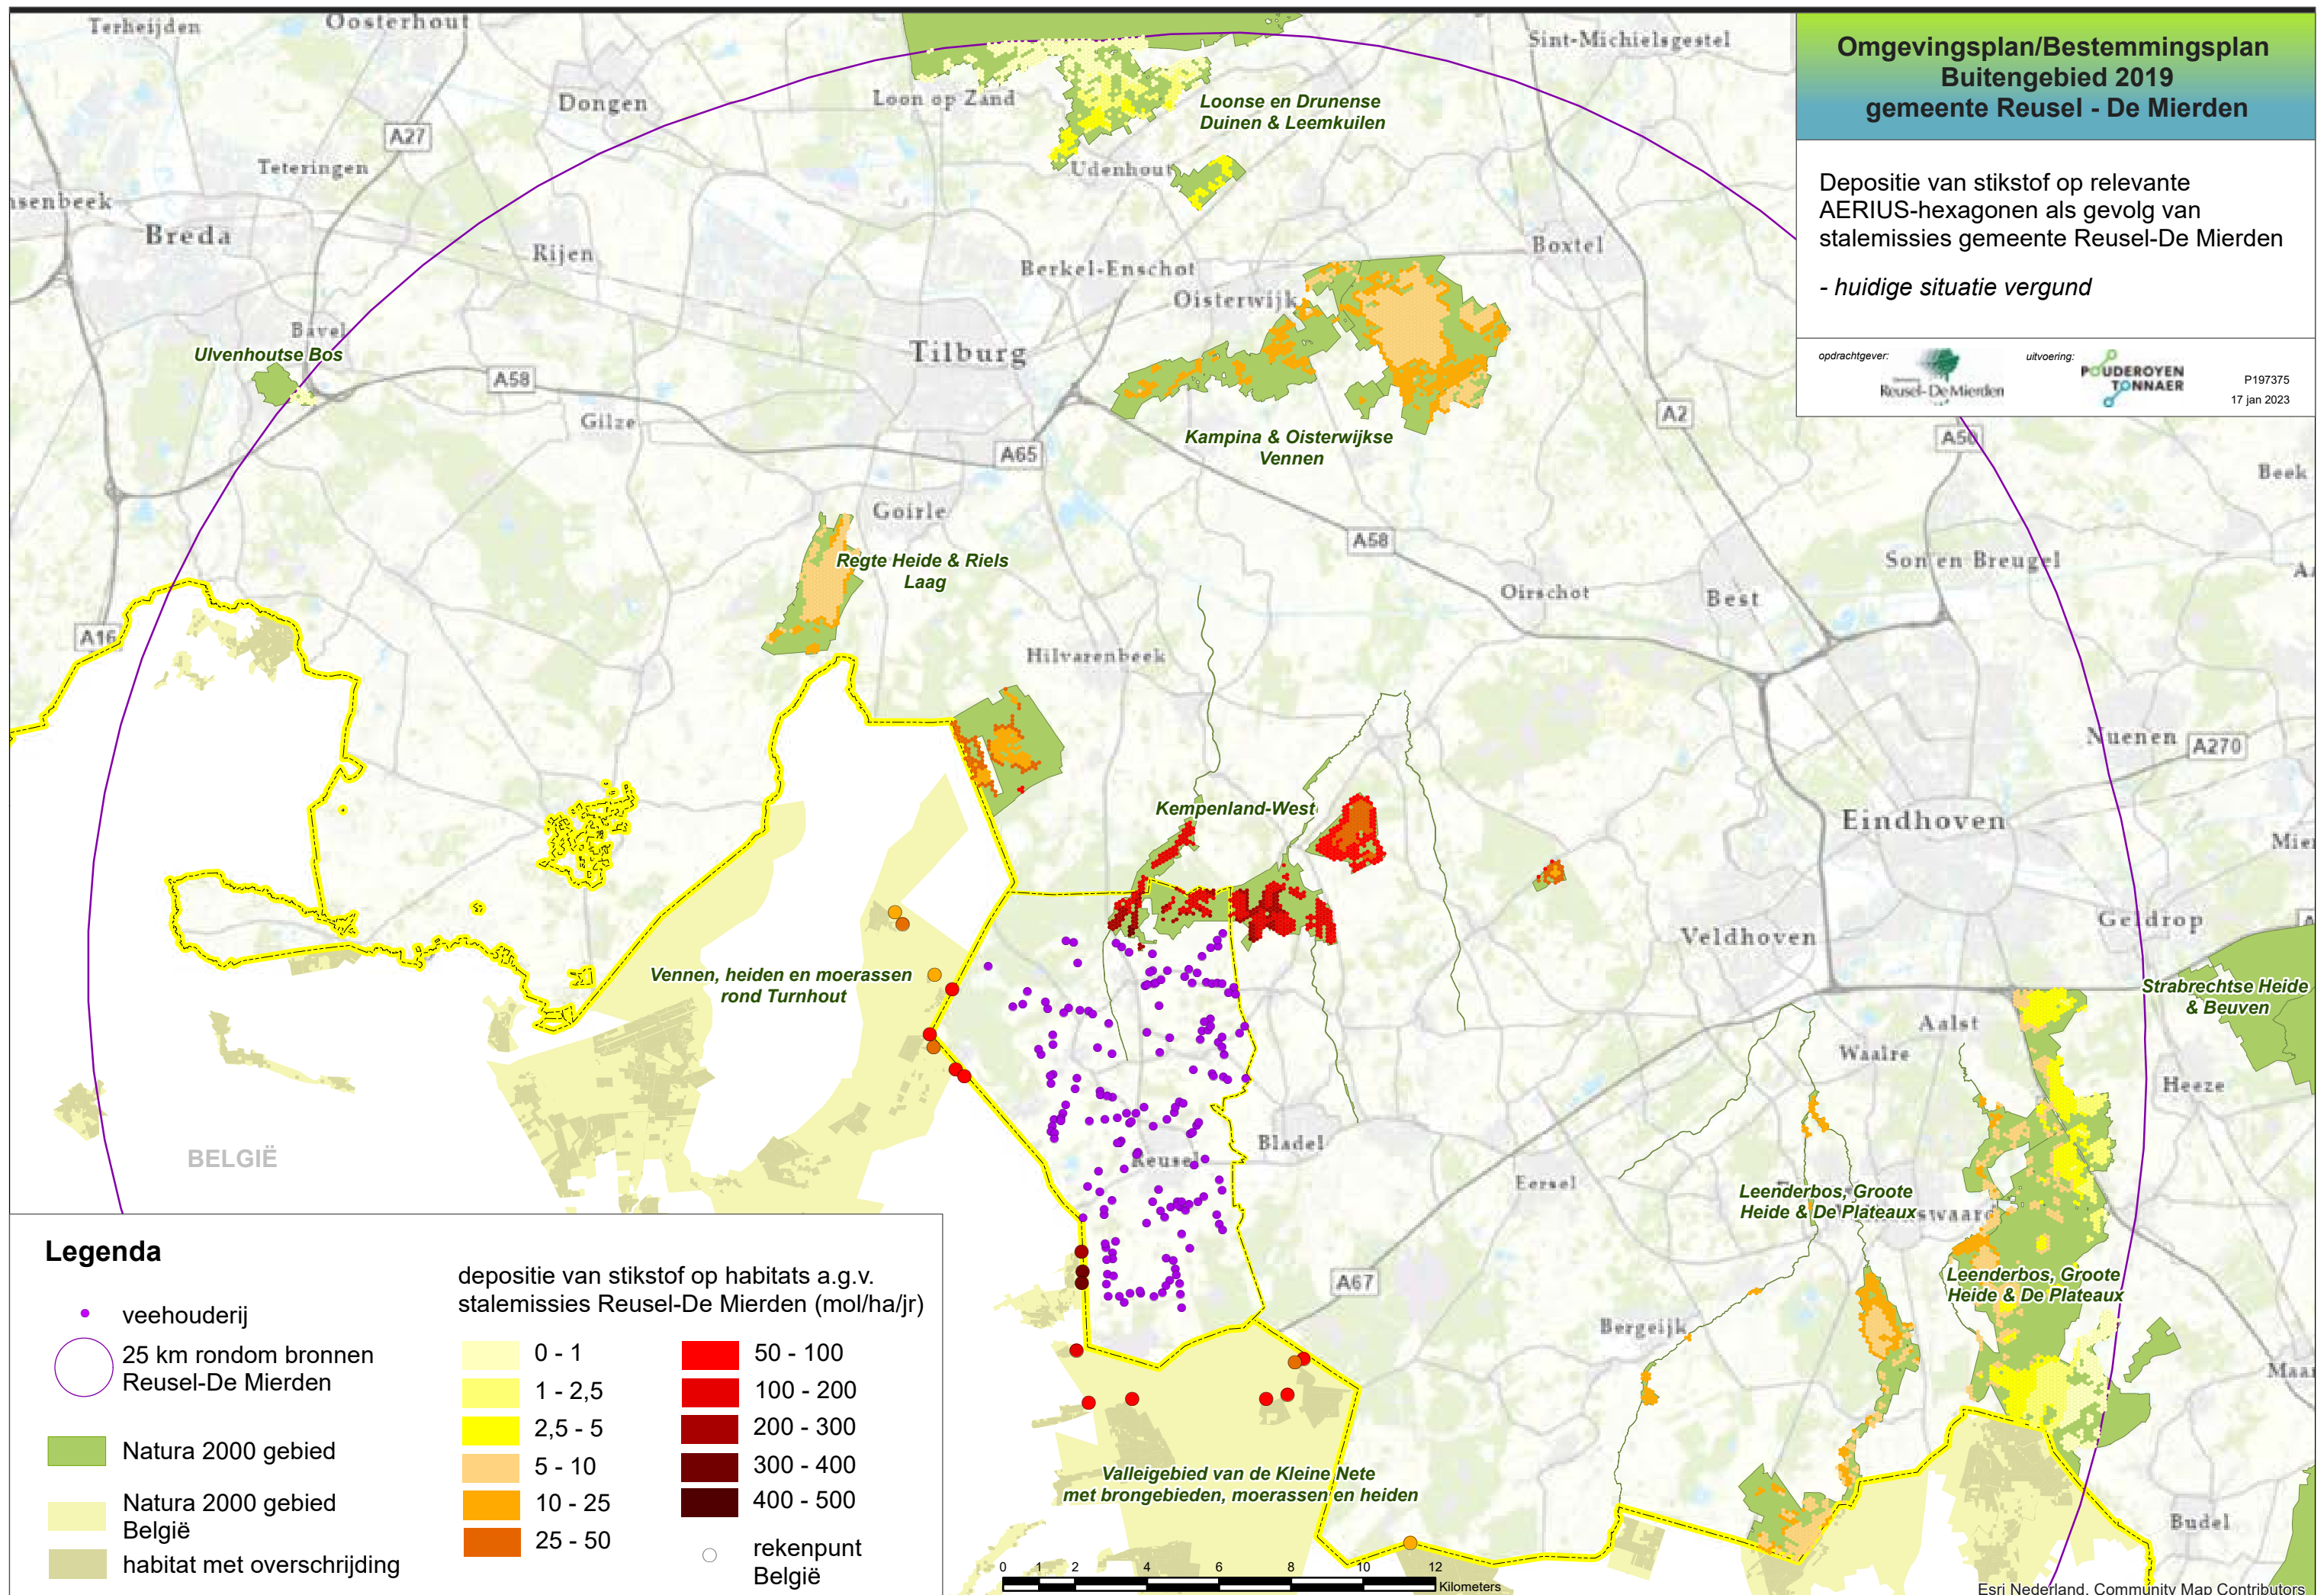 Omgevingsplan/Bestemmingsplan
Buitengebied 2019
gemeente Reusel - De Mierden
Depositie van stikstof op relevante
AERIUS-hexagonen als gevolg van
stalemissies gemeente Reusel-De Mierden
- huidige situatie vergund
opdrachtgever:
Reusel-De Mierden
uitvoering:
POUDEROYEN
TONNAER
P197375
17 jan 2023
Terheijden
Oosterhout
Sint-Michielsgestel
Dongen
Loon op Zand
Loonse en Drunense
Duinen & Leemkuilen
A27
Teteringen
Udenhout
Breda
Rijen
Berkel-Enschot
Boxtel
Oisterwijk
Bavel
Ulvenhoutse Bos
Tilburg
A58
Gilze
A2
A65
Kampina & Oisterwijkse
Vennen
A50
Beek
Goirle
A58
Regte Heide & Riels
Laag
Son en Breugel
Oirschot
Best
A16
Hilvarenbeek
Nuenen
A270
Kempenland-West
Eindhoven
Geldrop
Veldhoven
Vennen, heiden en moerassen
rond Turnhout
Strabrechtse Heide
& Beuven
Aalst
Waalre
Heeze
BELGIË
Bladel
Reusel
Eersel
Leenderbos, Groote
Heide & De Plateaux
swaard
A67
Leenderbos, Groote
Heide & De Plateaux
Bergeijk
Valleigebied van de Kleine Nete
met brongebieden, moerassen en heiden
Budel
Legenda
veehouderij
25 km rondom bronnen
Reusel-De Mierden
Natura 2000 gebied
Natura 2000 gebied
België
habitat met overschrijding
depositie van stikstof op habitats a.g.v.
stalemissies Reusel-De Mierden (mol/ha/jr)
0 - 1
1 - 2,5
2,5 - 5
5 - 10
10 - 25
25 - 50
50 - 100
100 - 200
200 - 300
300 - 400
400 - 500
rekenpunt
België
0 1 2 4 6 8 10 12
Kilometers
Esri Nederland, Community Map Contributors